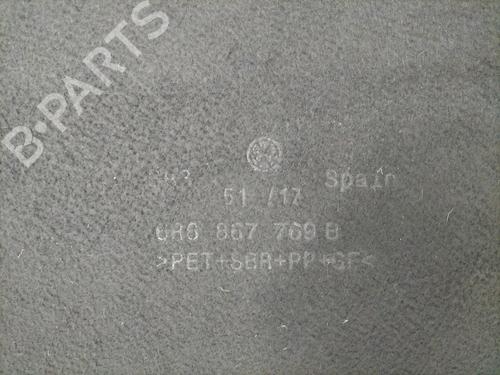 B-PARTS
Spain
51 /17
6R6 867 769 B
>PET+SBR+PP+GF<